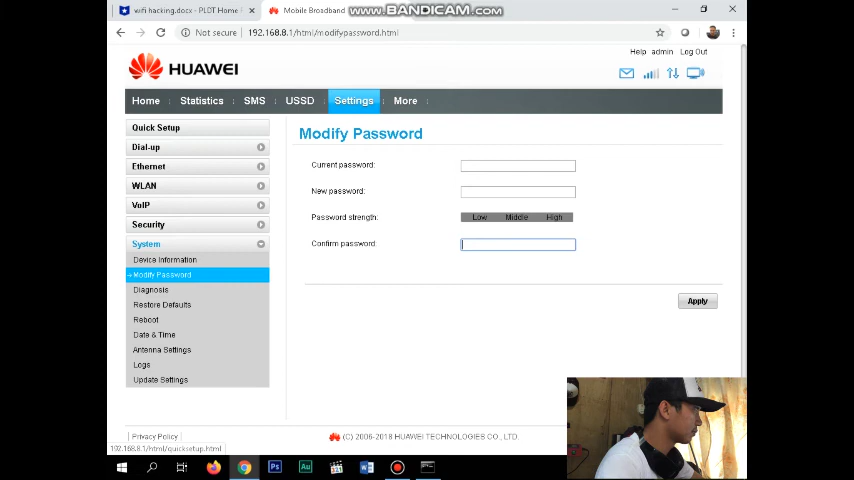 wifi hacking.docx - PLDT Home F
Mobile Broadband
www.BANDICAM.com
Not secure 192.168.8.1/html/modifypassword.html
Help admin Log Out
HUAWEI
Home Statistics SMS USSD Settings More
Quick Setup
Dial-up
Ethernet
WLAN
VoIP
Security
System
Device Information
→Modify Password
Diagnosis
Restore Defaults
Reboot
Date & Time
Antenna Settings
Logs
Update Settings
Modify Password
Current password:
New password:
Password strength: Low Middle High
Confirm password:
Apply
Privacy Policy
(C) 2006-2018 HUAWEI TECHNOLOGIES CO., LTD.
192.168.8.1/html/quicksetup.html
Ps Au W